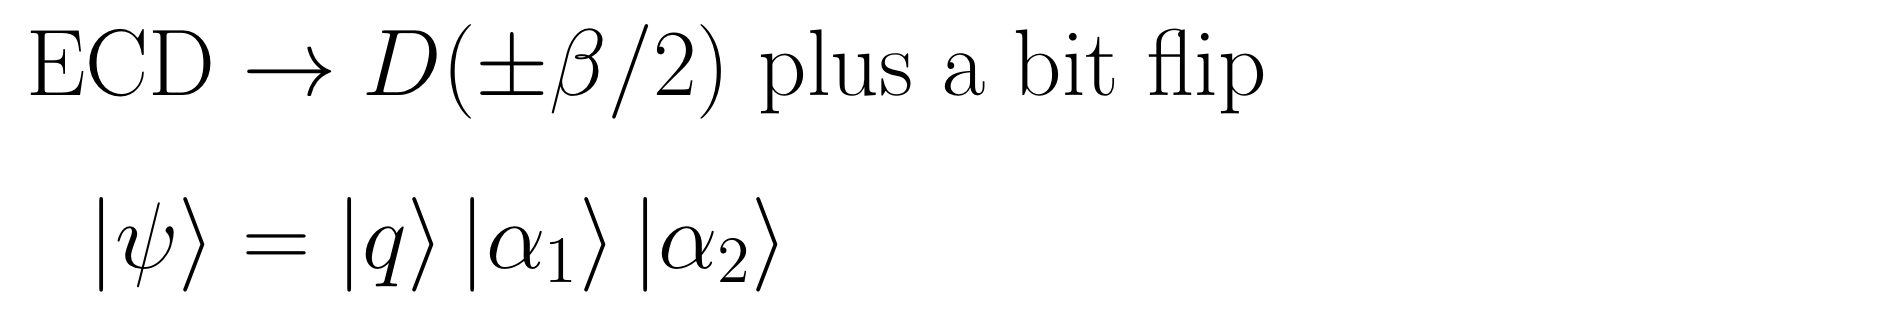 ECD → D(±β/2) plus a bit flip
|ψ⟩ = |q⟩ |α₁⟩ |α₂⟩